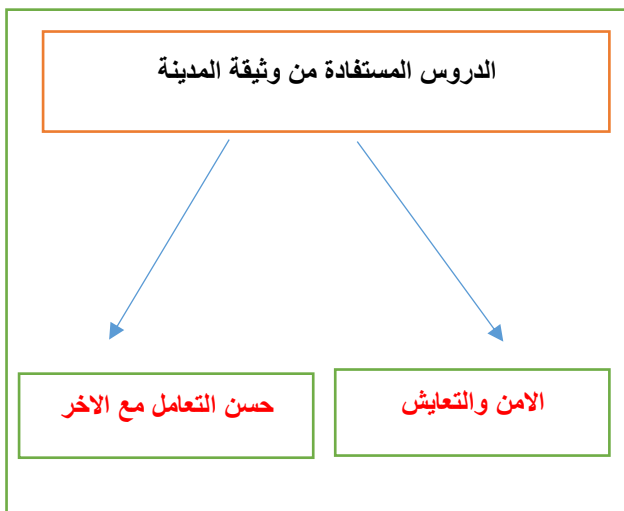 الدروس المستفادة من وثيقة المدينة
الامن والتعايش
حسن التعامل مع الاخر